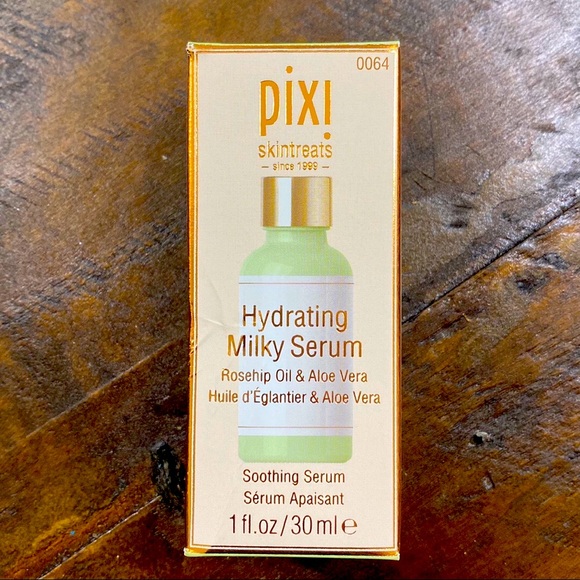 0064
pixi
skintreats
– since 1999 –
Hydrating
Milky Serum
Rosehip Oil & Aloe Vera
Huile d'Églantier & Aloe Vera
Soothing Serum
Sérum Apaisant
1 fl.oz/30 ml ℮